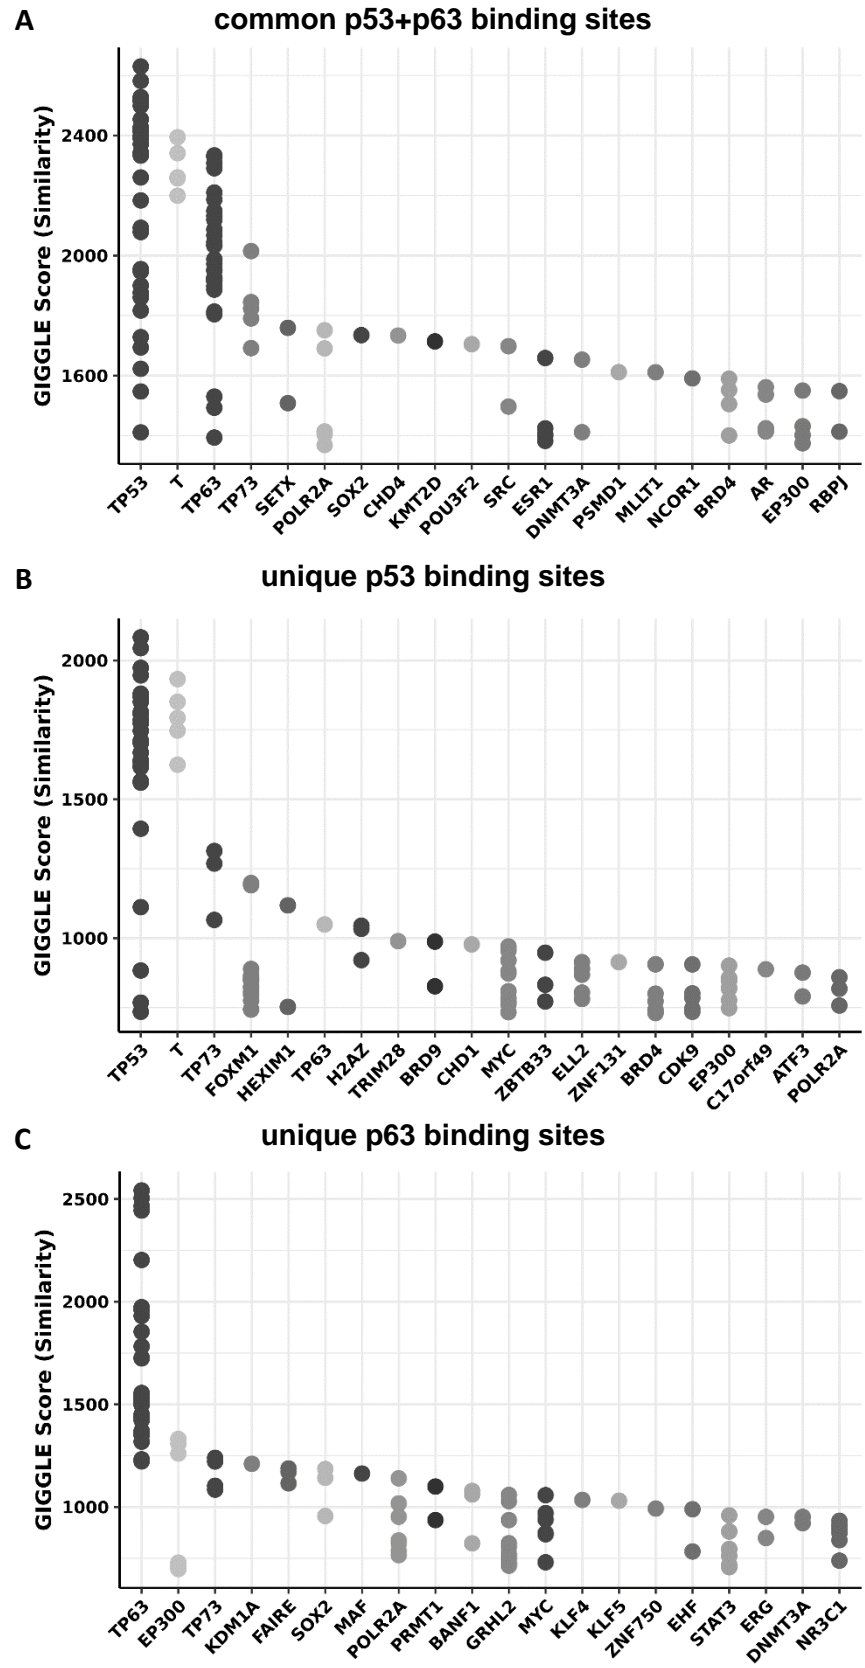 A
common p53+p63 binding sites
GIGGLE Score (Similarity)
2400
2000
1600
TP53
T
TP63
TP73
SETX
POLR2A
SOX2
CHD4
KMT2D
POU3F2
SRC
ESR1
DNMT3A
PSMD1
MLLT1
NCOR1
BRD4
AR
EP300
RBPJ
B
unique p53 binding sites
GIGGLE Score (Similarity)
2000
1500
1000
TP53
T
TP73
FOXM1
HEXIM1
TP63
H2AZ
TRIM28
BRD9
CHD1
MYC
ZBTB33
ELL2
ZNF131
BRD4
CDK9
EP300
C17orf49
ATF3
POLR2A
C
unique p63 binding sites
GIGGLE Score (Similarity)
2500
2000
1500
1000
TP63
EP300
TP73
KDM1A
FAIRE
SOX2
MAF
POLR2A
PRMT1
BANF1
GRHL2
MYC
KLF4
KLF5
ZNF750
EHF
STAT3
ERG
DNMT3A
NR3C1